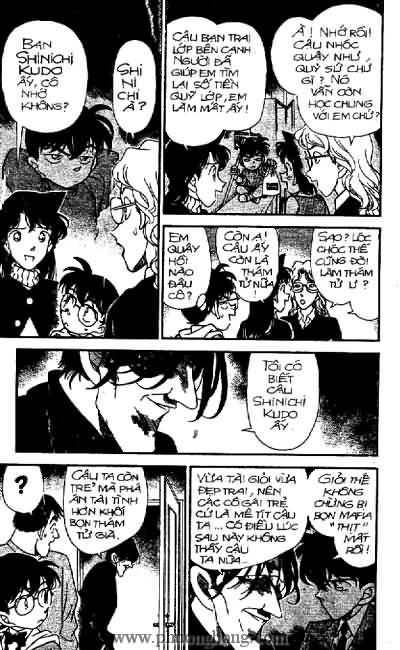 BẠN
SHINICHI
KUDO
ẤY, CÔ
NHỚ
KHÔNG?
SHI
NI
CHI
À?
CẬU BẠN TRAI
LỚP BÊN CẠNH
NGƯỜI ĐÃ
GIÚP EM TÌM
LẠI SỐ TIỀN
QUỸ LỚP, EM
LÀM MẤT ẤY!
À! NHỚ RỒI!
CẬU NHÓC
QUẬY NHƯ
QUỶ SỨ CHỨ
GÌ? NÓ
VẪN CÒN
HỌC CHUNG
VỚI EM CHỨ?
EM
QUẬY
HỒI
NÀO
ĐÂU
CÔ?
CÒN Ạ!
CẬU ẤY
CÒN LÀ
THÁM
TỬ NỮA!
SAO? LÓC
CHÓC THẾ
CŨNG ĐÒI
LÀM THÁM
TỬ Ư?
TÔI CÓ
BIẾT
CẬU
SHINICHI
KUDO
ẤY.
?
CẬU TA CÒN
TRẺ MÀ PHÁ
ÁN TÀI TÌNH
HƠN KHỐI
BỌN THÁM
TỬ GIÀ.
VỪA TÀI GIỎI VỪA
ĐẸP TRAI, NÊN
CÁC CÔ GÁI TRẺ
CỨ LÀ MÊ TÍT CẬU
TA ... CÓ ĐIỀU LÚC
SAU NÀY KHÔNG
THẤY CẬU
TA NỮA...
GIỎI THẾ
KHÔNG
CHỪNG BỊ
BỌN MAFIA
"THỊT"
MẤT
RỒI!
www.phuongbong.com